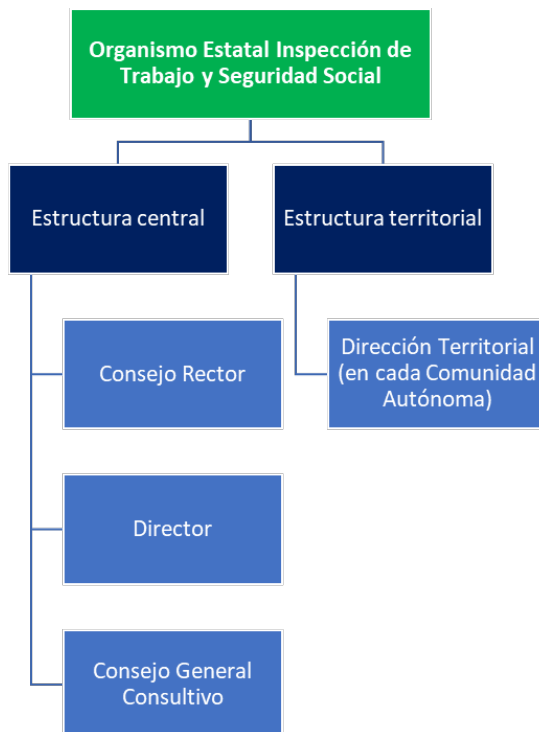 Organismo Estatal Inspección de
Trabajo y Seguridad Social
Estructura central
Estructura territorial
Consejo Rector
Dirección Territorial
(en cada Comunidad
Autónoma)
Director
Consejo General
Consultivo